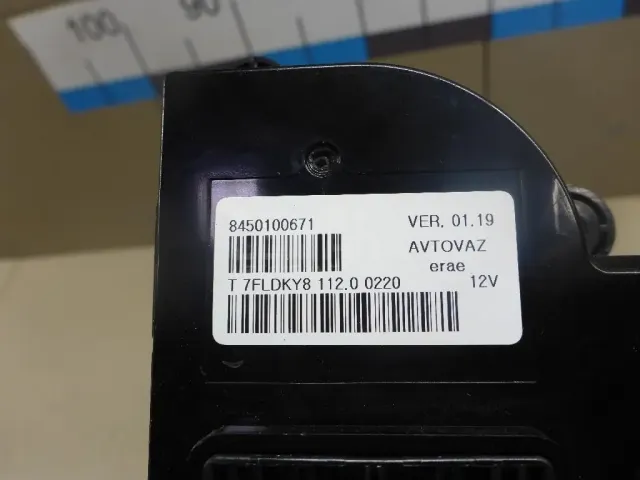 100 90
8450100671 VER. 01.19
AVTOVAZ
erae
T 7FLDKY8 112.0 0220 12V